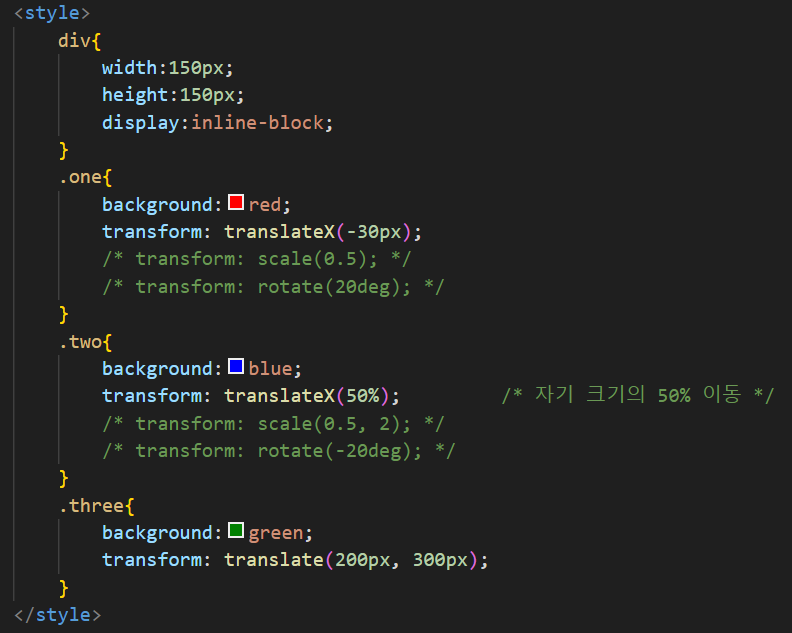 <style>
    div{
        width:150px;
        height:150px;
        display:inline-block;
    }
    .one{
        background: red;
        transform: translateX(-30px);
        /* transform: scale(0.5); */
        /* transform: rotate(20deg); */
    }
    .two{
        background: blue;
        transform: translateX(50%);         /* 자기 크기의 50% 이동 */
        /* transform: scale(0.5, 2); */
        /* transform: rotate(-20deg); */
    }
    .three{
        background: green;
        transform: translate(200px, 300px);
    }
</style>